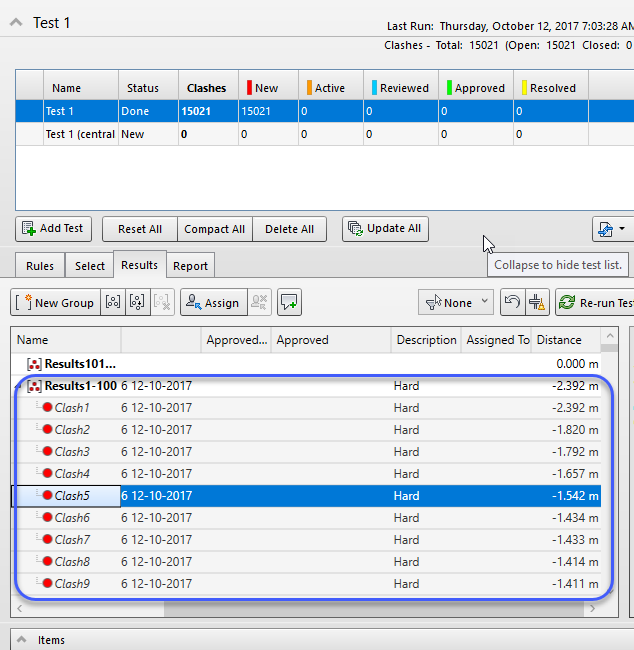 Test 1
Last Run: Thursday, October 12, 2017 7:03:28 AM
Clashes - Total: 15021 (Open: 15021 Closed: 0
Name Status Clashes New Active Reviewed Approved Resolved
Test 1 Done 15021 15021 0 0 0 0
Test 1 (central New 0 0 0 0 0 0
Add Test Reset All Compact All Delete All Update All
Rules Select Results Report
Collapse to hide test list.
New Group Assign None Re-run Test
Name Approved... Approved Description Assigned To Distance
Results101... 0.000 m
Results1-100 6 12-10-2017 Hard -2.392 m
Clash1 6 12-10-2017 Hard -2.392 m
Clash2 6 12-10-2017 Hard -1.820 m
Clash3 6 12-10-2017 Hard -1.792 m
Clash4 6 12-10-2017 Hard -1.657 m
Clash5 6 12-10-2017 Hard -1.542 m
Clash6 6 12-10-2017 Hard -1.434 m
Clash7 6 12-10-2017 Hard -1.433 m
Clash8 6 12-10-2017 Hard -1.414 m
Clash9 6 12-10-2017 Hard -1.411 m
Items